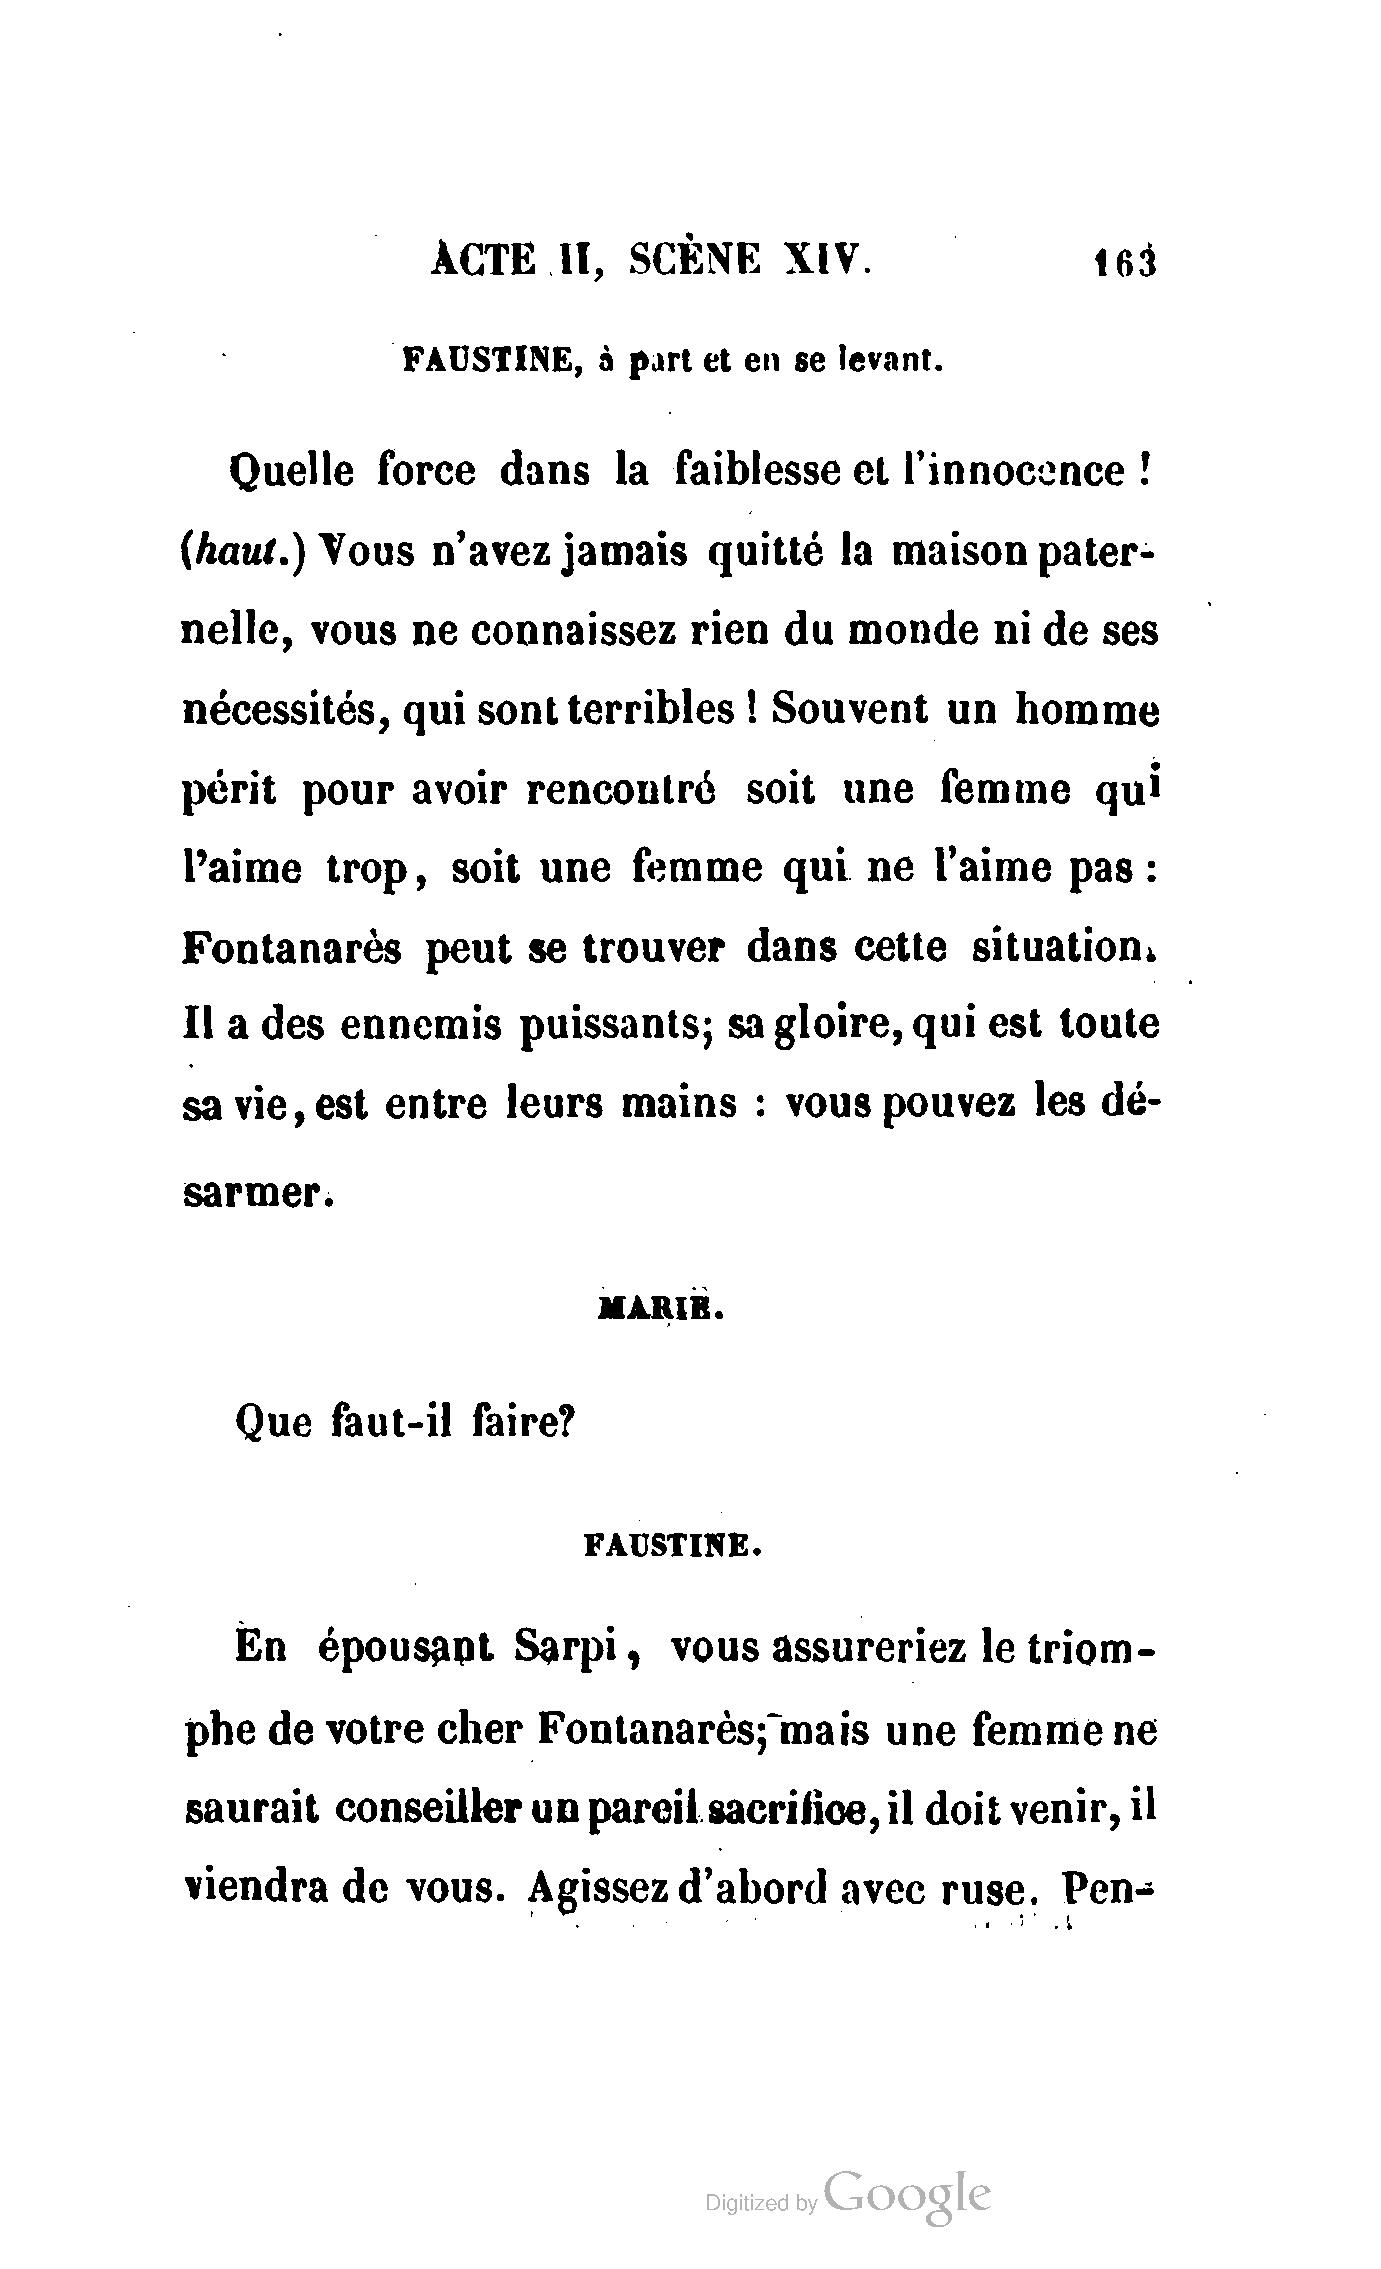 ACTE II, SCÈNE XIV. 163
FAUSTINE, à part et en se levant.
Quelle force dans la faiblesse et l'innocence !
(haut.) Vous n'avez jamais quitté la maison pater-
nelle, vous ne connaissez rien du monde ni de ses
nécessités, qui sont terribles ! Souvent un homme
périt pour avoir rencontré soit une femme qui
l'aime trop, soit une femme qui ne l'aime pas :
Fontanarès peut se trouver dans cette situation.
Il a des ennemis puissants; sa gloire, qui est toute
sa vie, est entre leurs mains : vous pouvez les dé-
sarmer.
MARIE.
Que faut-il faire?
FAUSTINE.
En épousant Sarpi, vous assureriez le triom-
phe de votre cher Fontanarès; mais une femme ne
saurait conseiller un pareil sacrifice, il doit venir, il
viendra de vous. Agissez d'abord avec ruse. Pen-
Digitized by Google